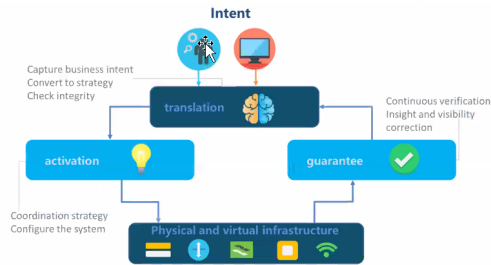 Intent
Capture business intent
Convert to strategy
Check integrity
translation
Continuous verification
Insight and visibility
correction
activation
guarantee
Coordination strategy
Configure the system
Physical and virtual infrastructure